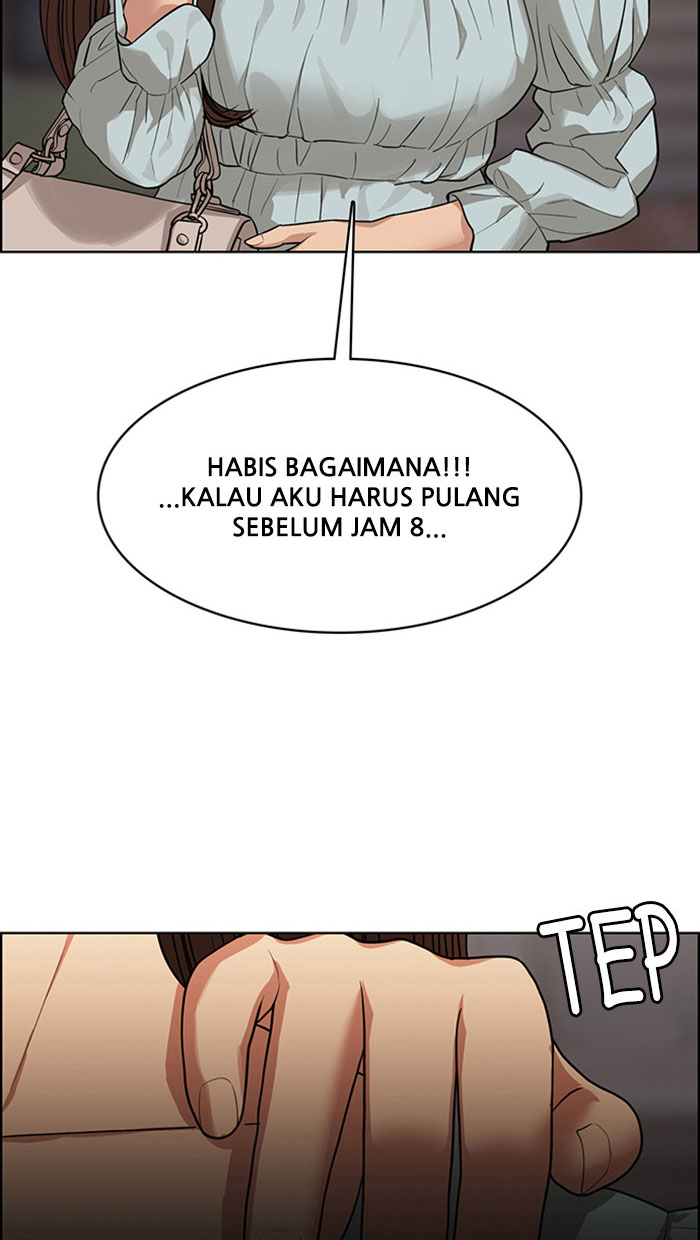 HABIS BAGAIMANA!!!
...KALAU AKU HARUS PULANG
SEBELUM JAM 8...
TEP